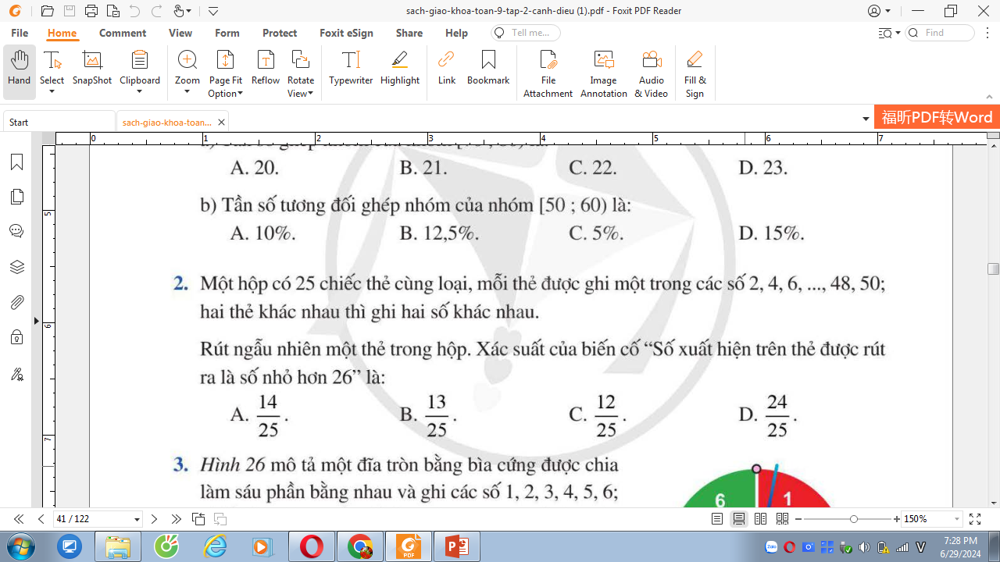 sach-giao-khoa-toan-9-tap-2-canh-dieu (1).pdf - Foxit PDF Reader
File Home Comment View Form Protect Foxit eSign Share Help Tell me... Find
Hand Select SnapShot Clipboard Zoom Page Fit Option Reflow Rotate View Typewriter Highlight Link Bookmark File Attachment Image Annotation Audio & Video Fill & Sign
Start sach-giao-khoa-toan... 福昕PDF转Word
0 1 2 3 4 5 6 7
A. 20. B. 21. C. 22. D. 23.
5
b) Tần số tương đối ghép nhóm của nhóm [50 ; 60) là:
A. 10%. B. 12,5%. C. 5%. D. 15%.
2. Một hộp có 25 chiếc thẻ cùng loại, mỗi thẻ được ghi một trong các số 2, 4, 6, ..., 48, 50;
hai thẻ khác nhau thì ghi hai số khác nhau.
6
Rút ngẫu nhiên một thẻ trong hộp. Xác suất của biến cố “Số xuất hiện trên thẻ được rút
ra là số nhỏ hơn 26” là:
A. 14/25. B. 13/25. C. 12/25. D. 24/25.
7
3. Hình 26 mô tả một đĩa tròn bằng bìa cứng được chia
làm sáu phần bằng nhau và ghi các số 1, 2, 3, 4, 5, 6;
6 1
41 / 122 150%
PDF Zalo V 7:28 PM
6/29/2024